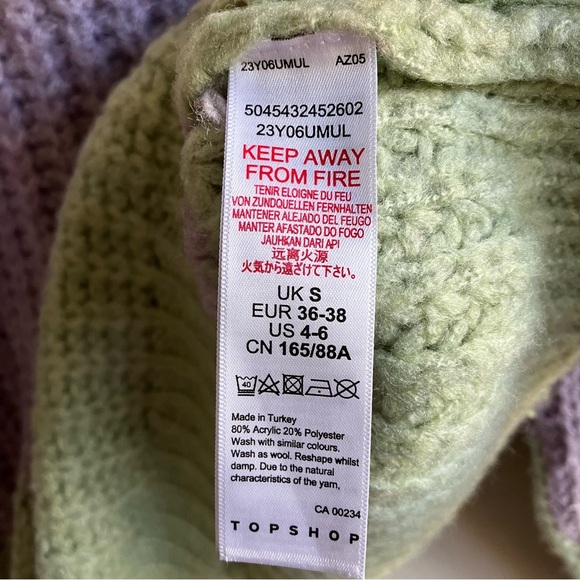 23Y06UMUL AZ05
5045432452602
23Y06UMUL
KEEP AWAY
FROM FIRE
TENIR ELOIGNE DU FEU
VON ZUNDQUELLEN FERNHALTEN
MANTENER ALEJADO DEL FEUGO
MANTER AFASTADO DO FOGO
JAUHKAN DARI API
远离火源
火気から遠ざけて下さい。
UK S
EUR 36-38
US 4-6
CN 165/88A
40
Made in Turkey
80% Acrylic 20% Polyester
Wash with similar colours.
Wash as wool. Reshape whilst
damp. Due to the natural
characteristics of the yarn,
CA 00234
TOPSHOP